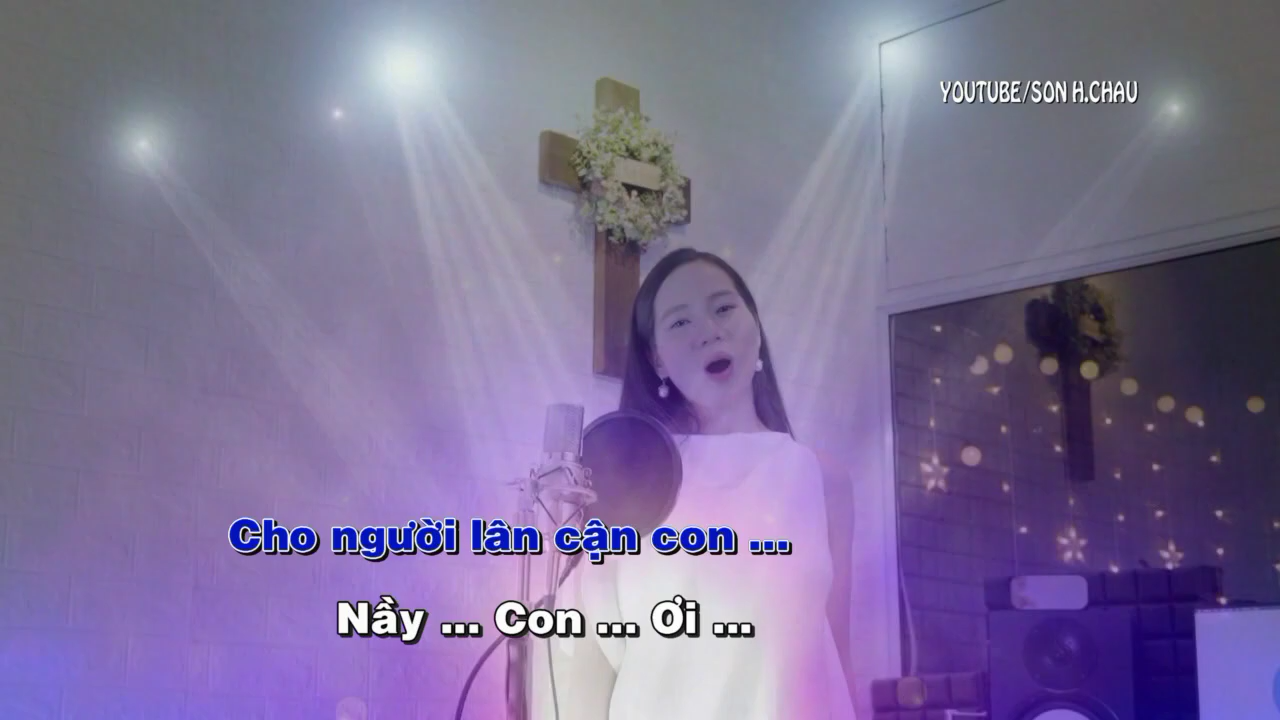 YOUTUBE/SON H.CHAU
Cho người lân cận con ...
Nầy ... Con ... Ơi ...